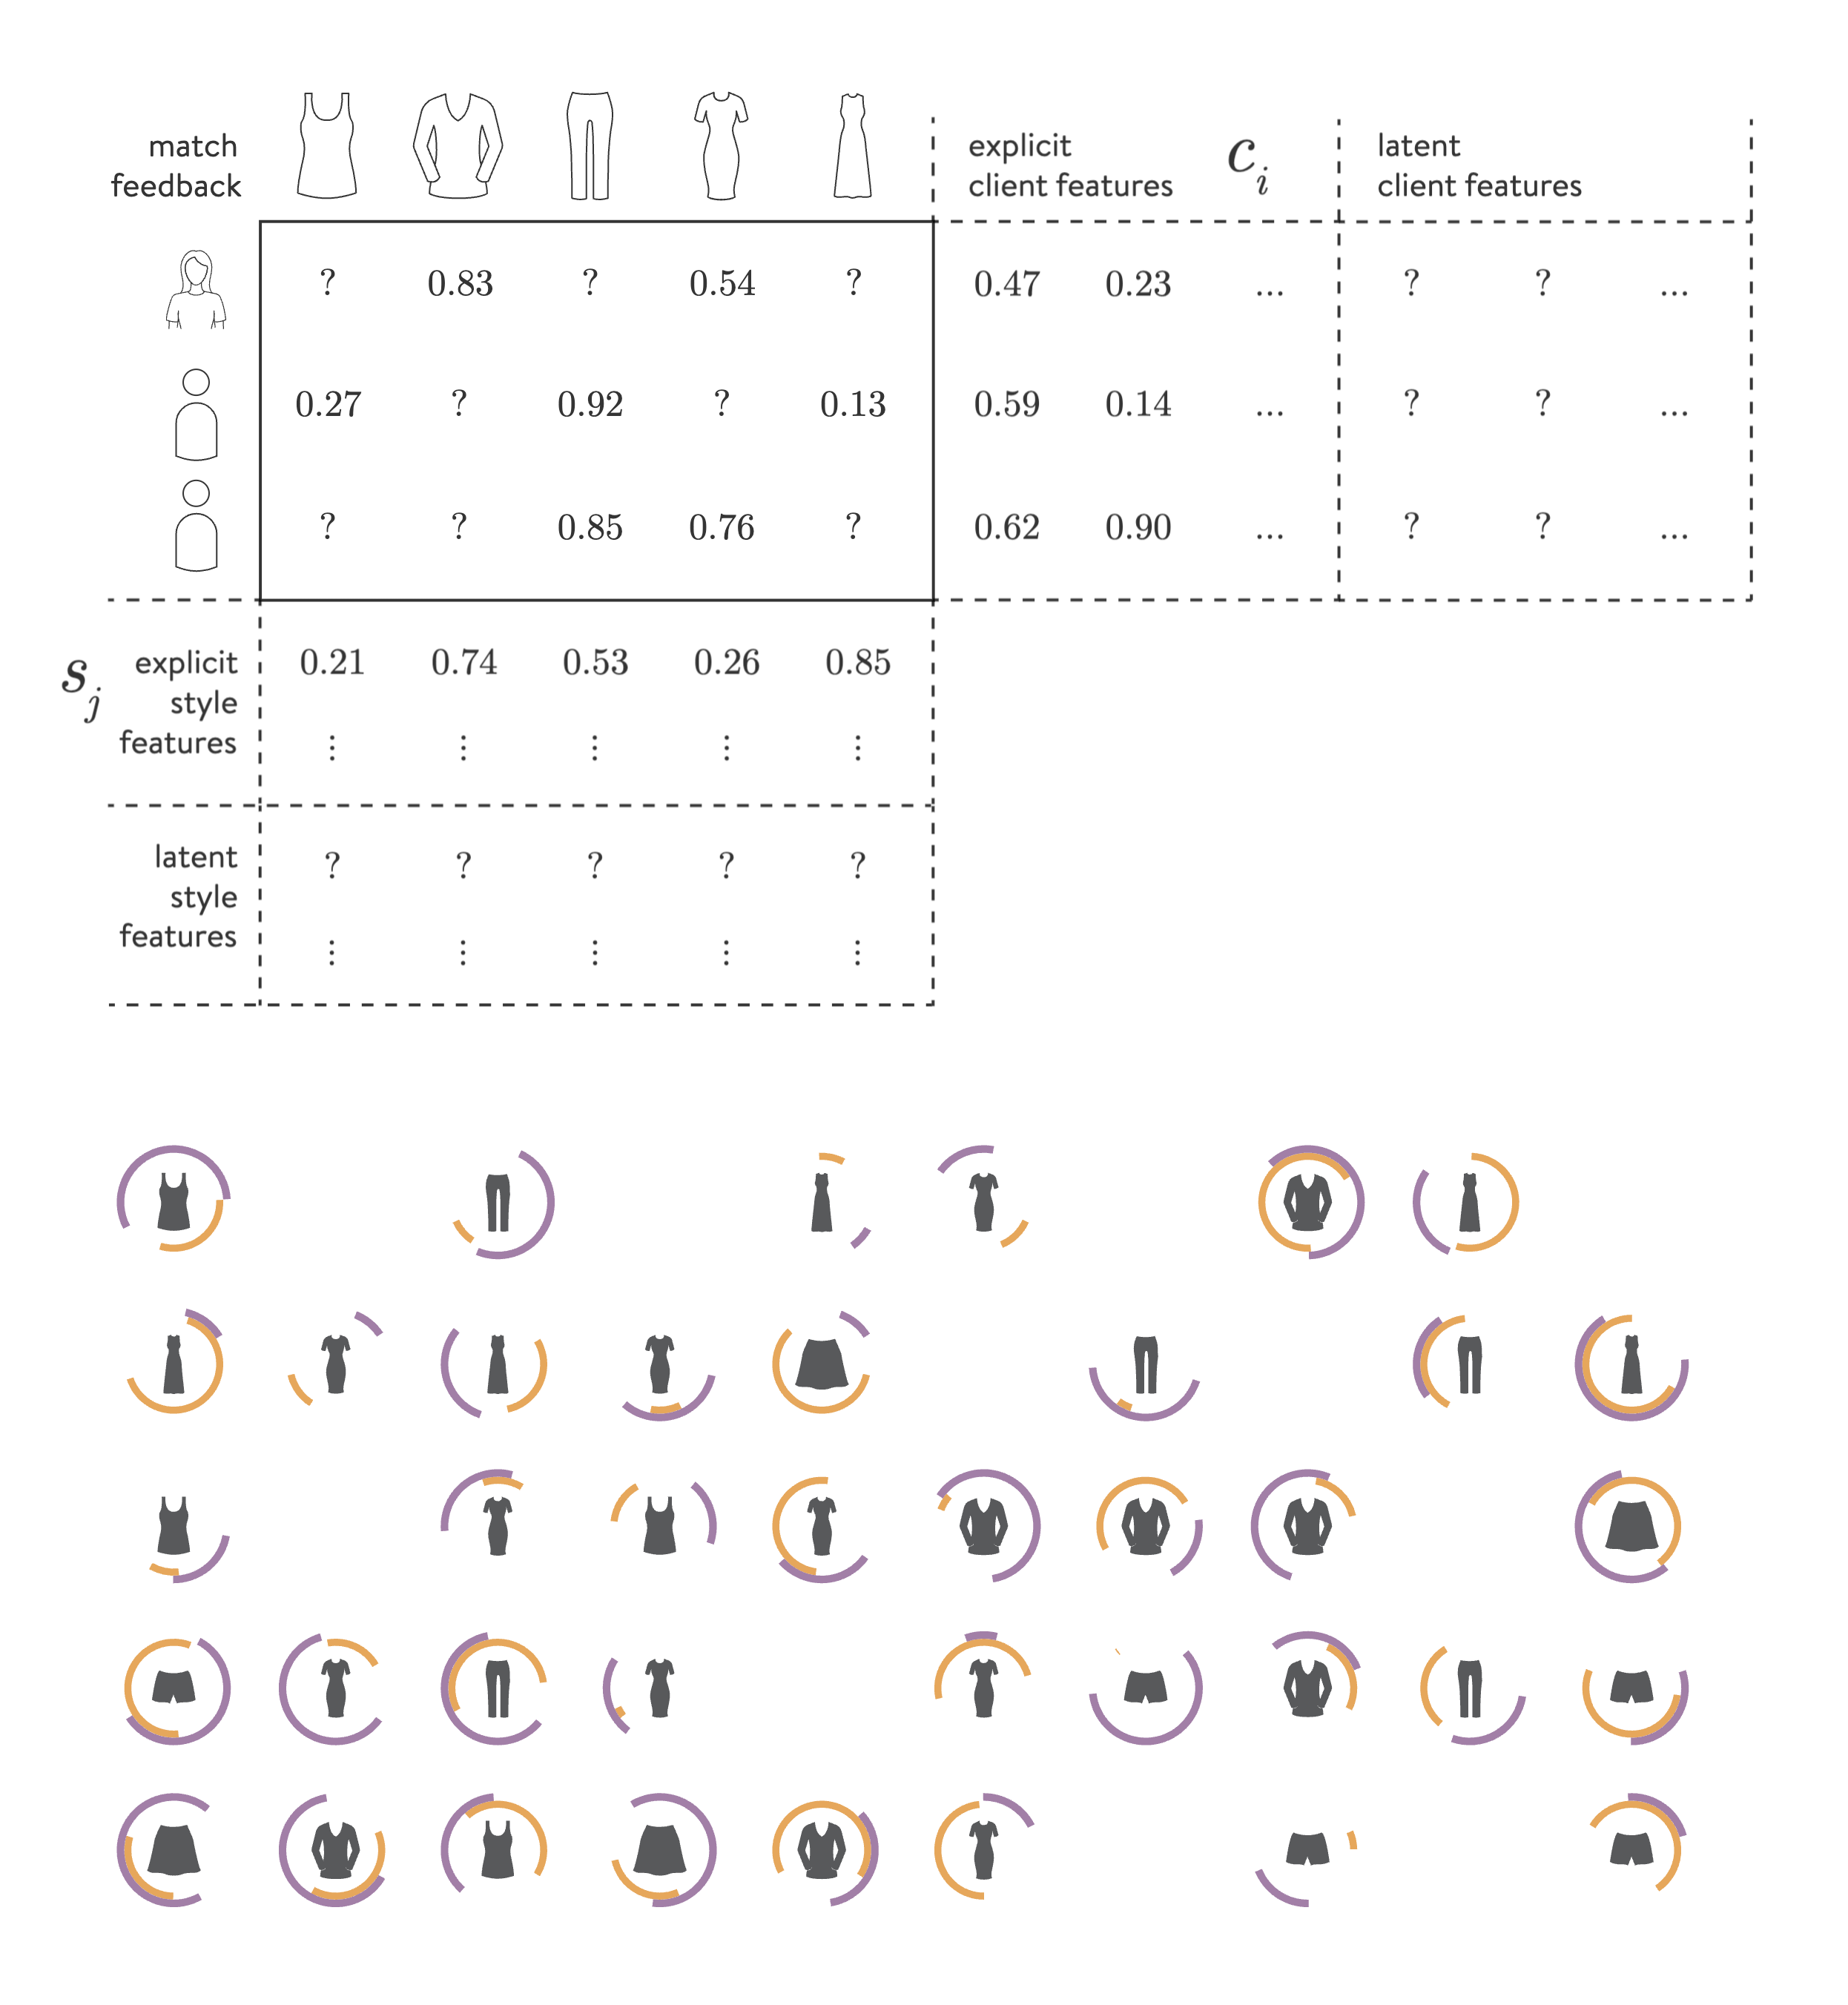 match
feedback
explicit
client features
c i
latent
client features
? 0.83 ? 0.54 ? 0.47 0.23 ... ? ? ...
0.27 ? 0.92 ? 0.13 0.59 0.14 ... ? ? ...
? ? 0.85 0.76 ? 0.62 0.90 ... ? ? ...
s j
explicit
style
features
0.21 0.74 0.53 0.26 0.85
⋮ ⋮ ⋮ ⋮ ⋮
latent
style
features
? ? ? ? ?
⋮ ⋮ ⋮ ⋮ ⋮